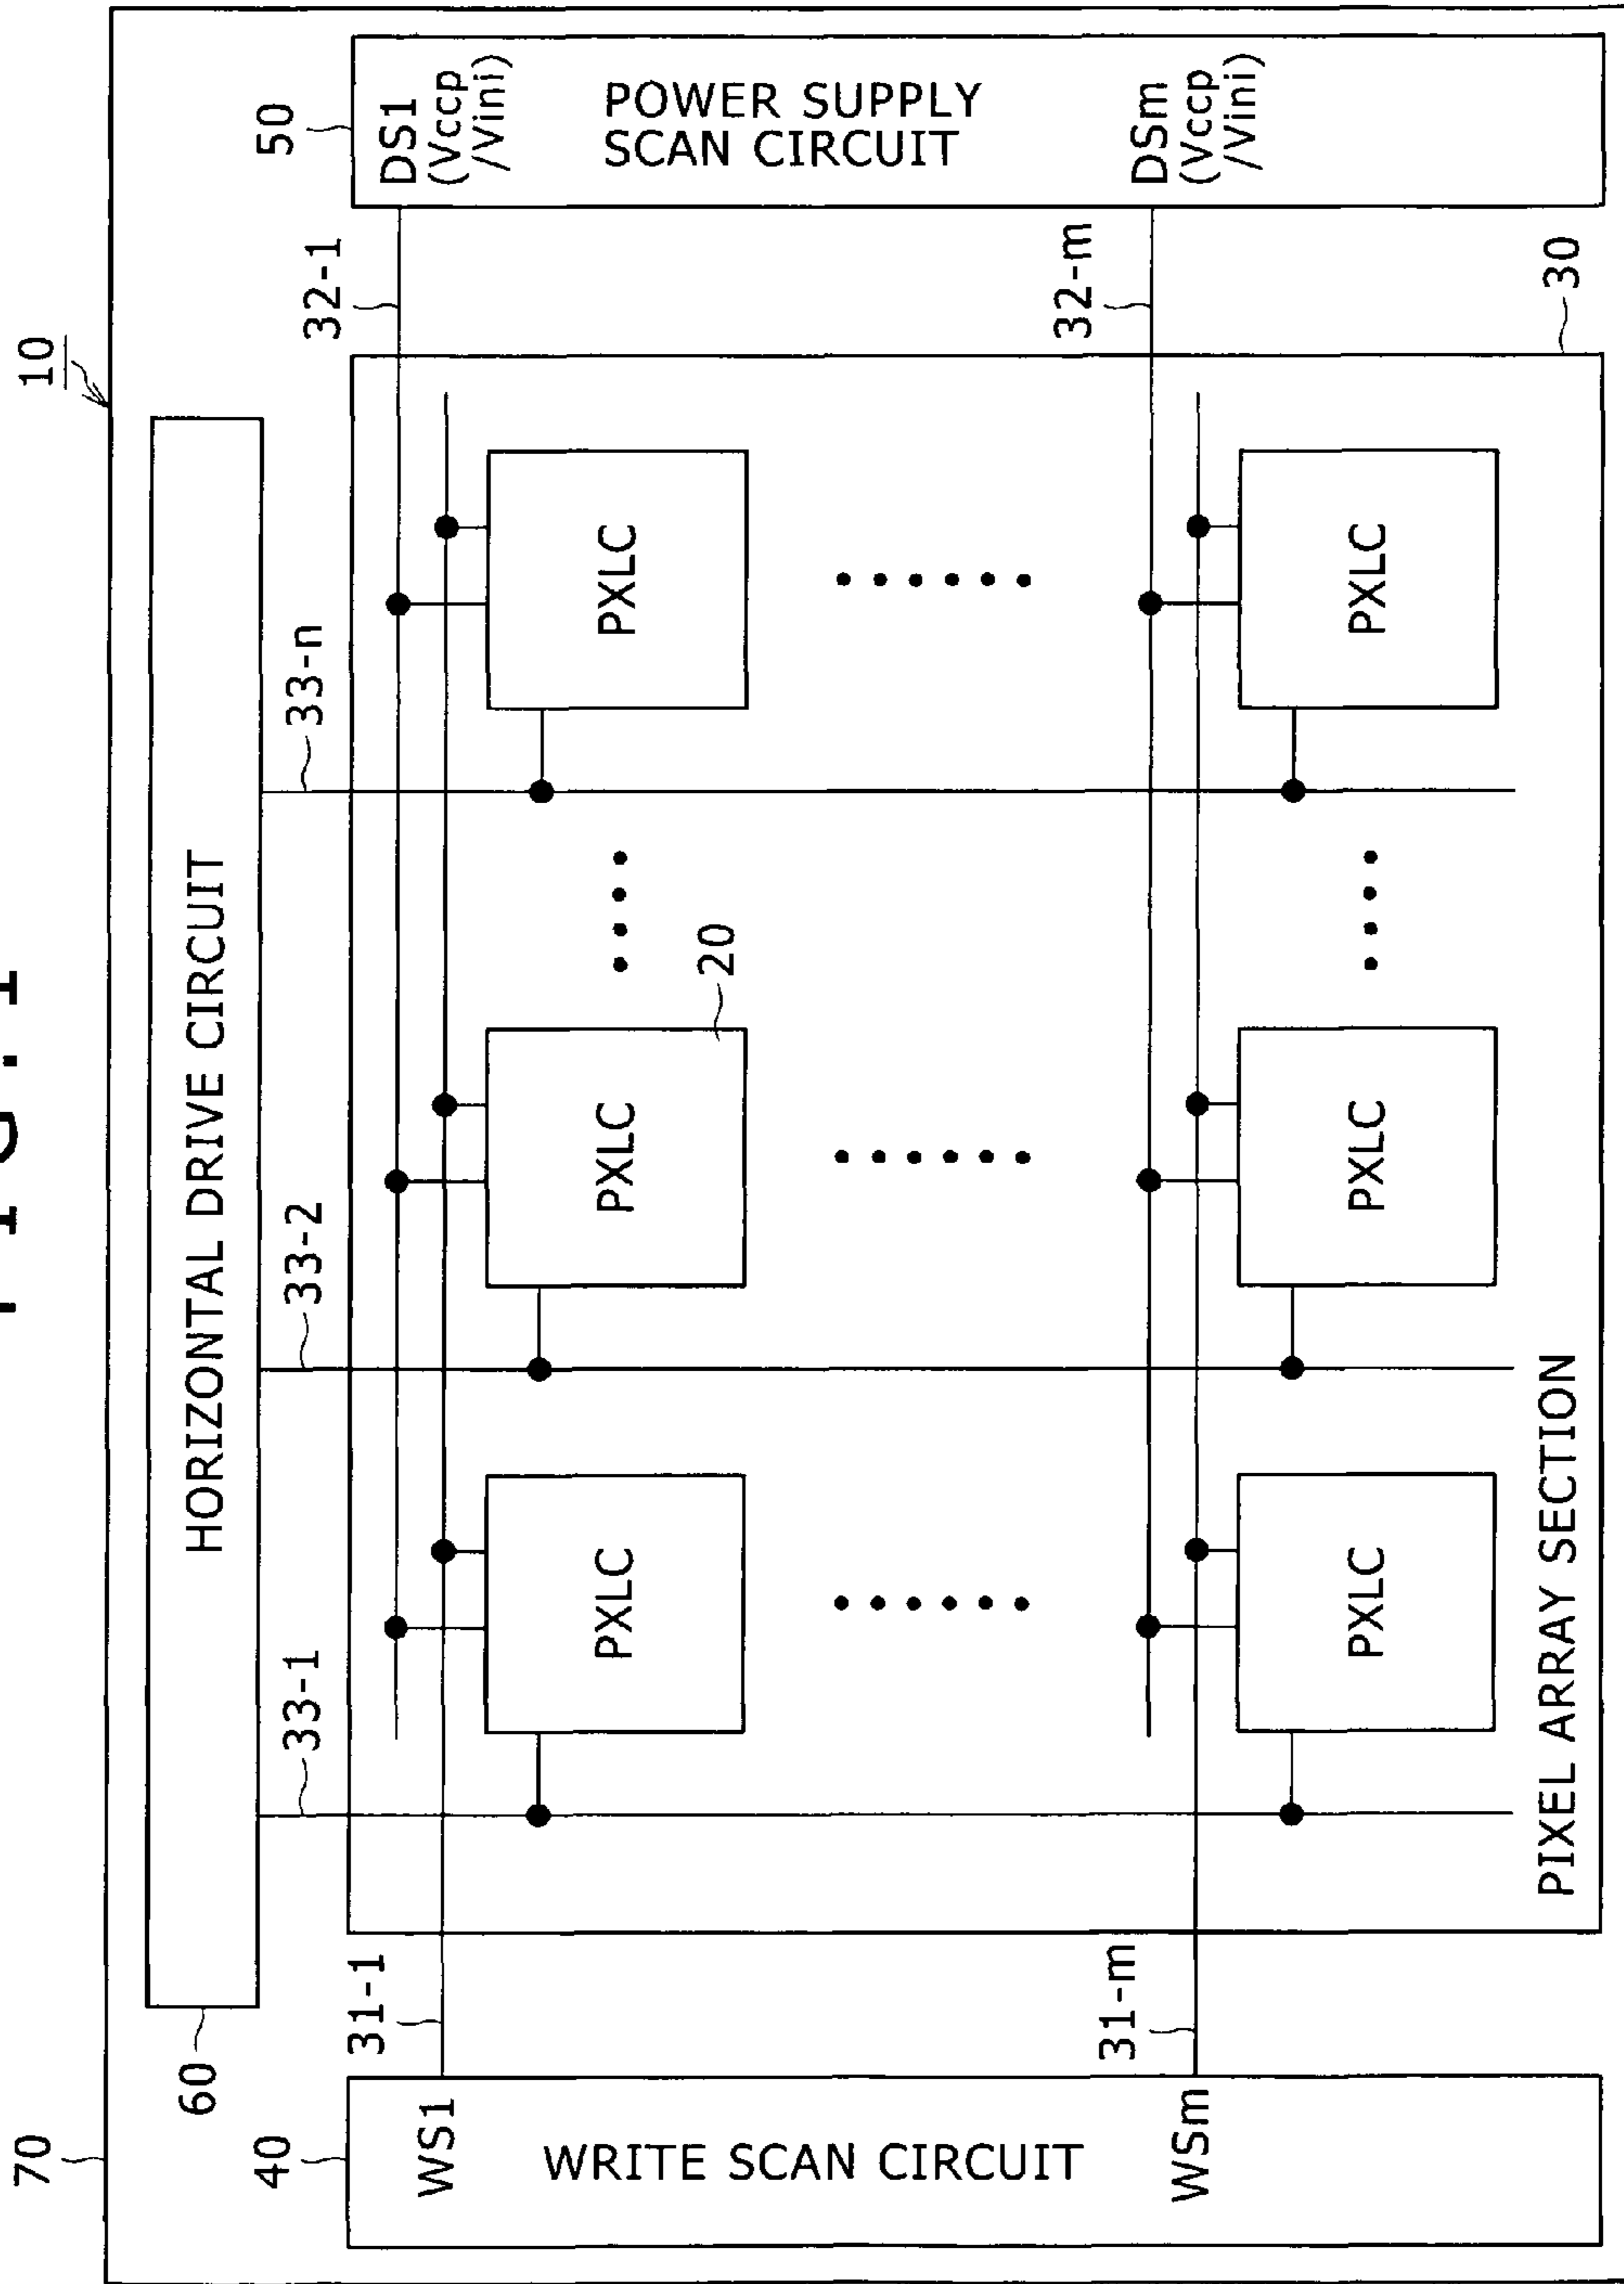 FIG.1
70
10
60
HORIZONTAL DRIVE CIRCUIT
40
33-1
33-2
33-n
50
31-1
32-1
WS1
DS1
(Vccp
/Vini)
PXLC
PXLC
PXLC
20
WRITE SCAN CIRCUIT
POWER SUPPLY
SCAN CIRCUIT
31-m
32-m
WSm
DSm
(Vccp
/Vini)
PXLC
PXLC
PXLC
PIXEL ARRAY SECTION
30